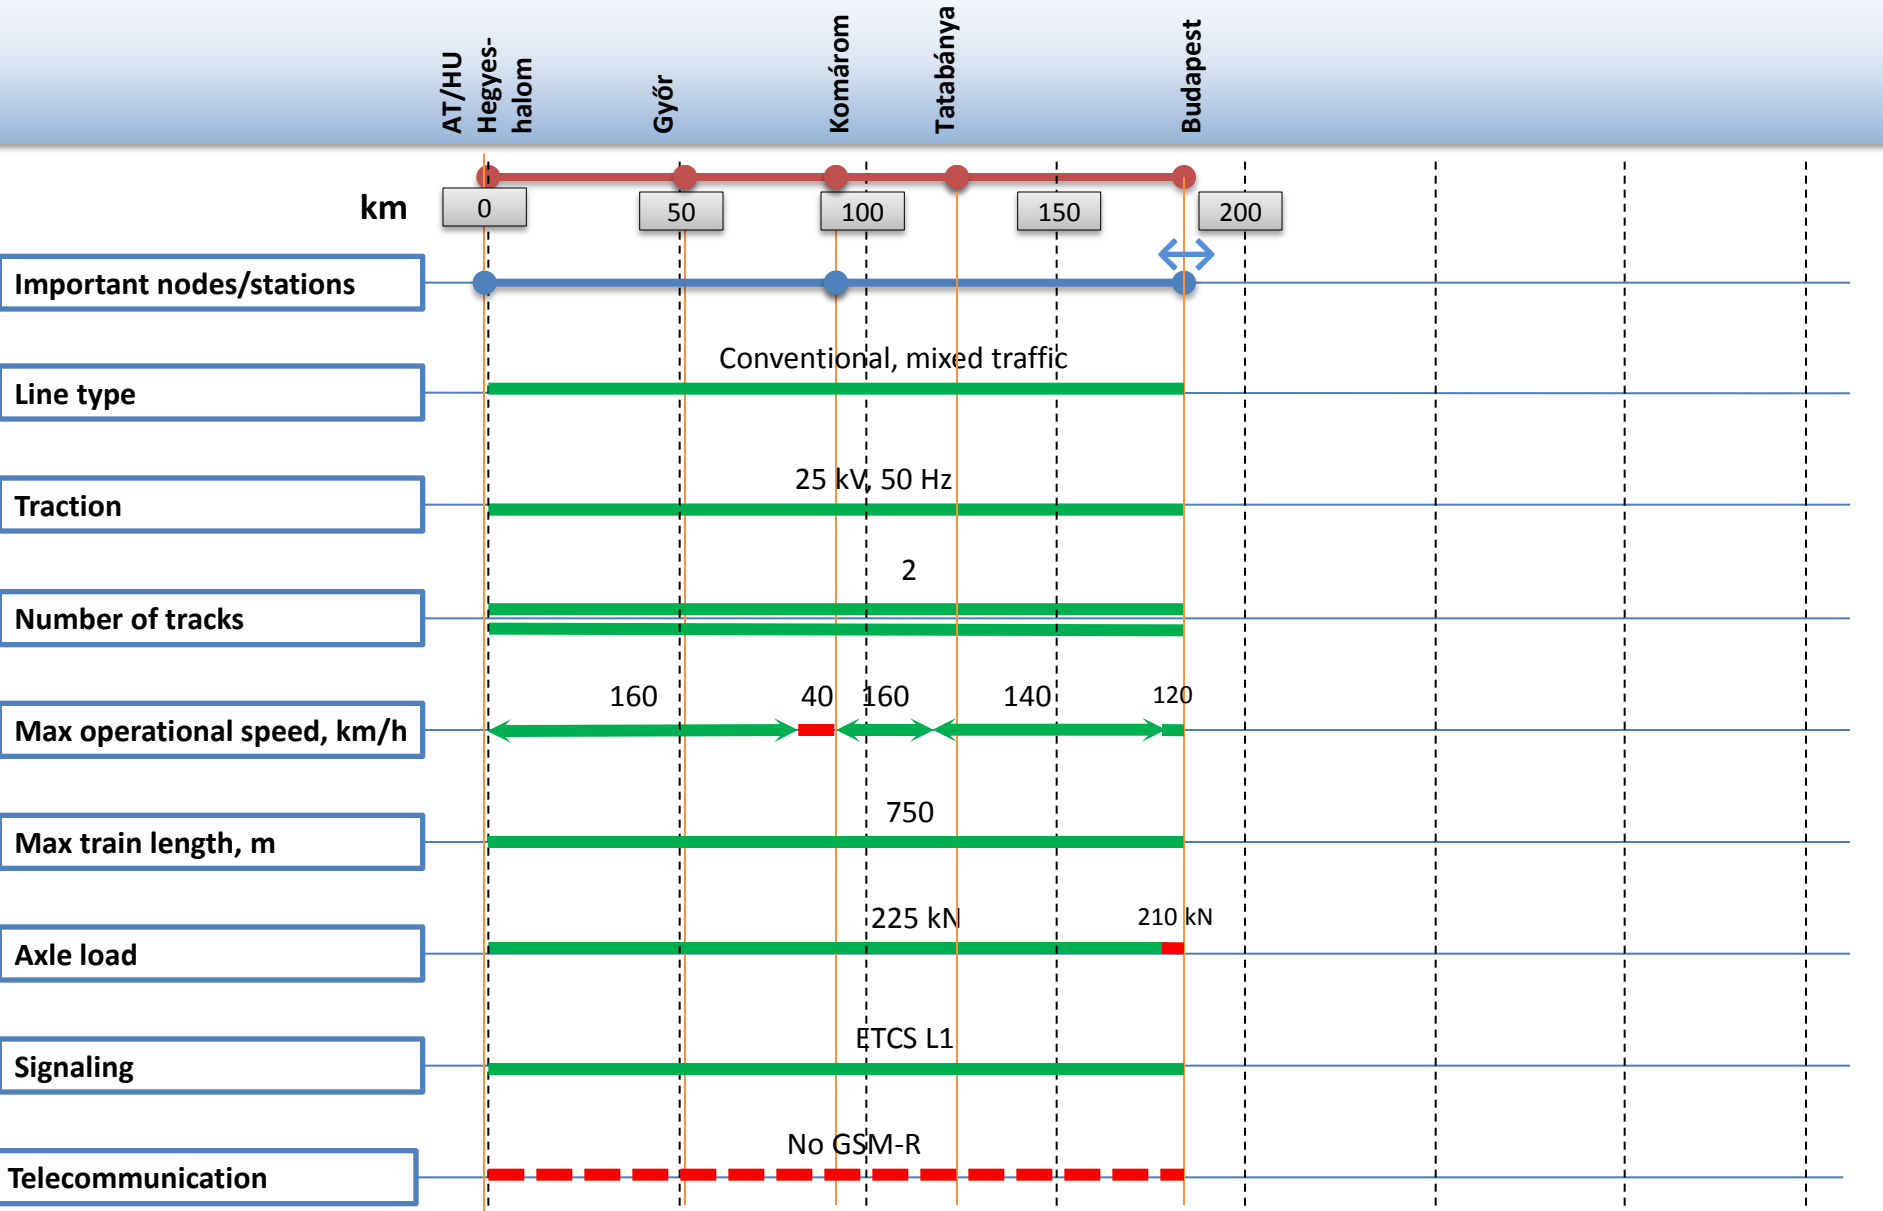 AT/HU
Hegyes-
halom
Győr
Komárom
Tatabánya
Budapest
km
0
50
100
150
200
Important nodes/stations
Conventional, mixed traffic
Line type
25 kV, 50 Hz
Traction
2
Number of tracks
160
40
160
140
120
Max operational speed, km/h
750
Max train length, m
225 kN
210 kN
Axle load
ETCS L1
Signaling
No GSM-R
Telecommunication